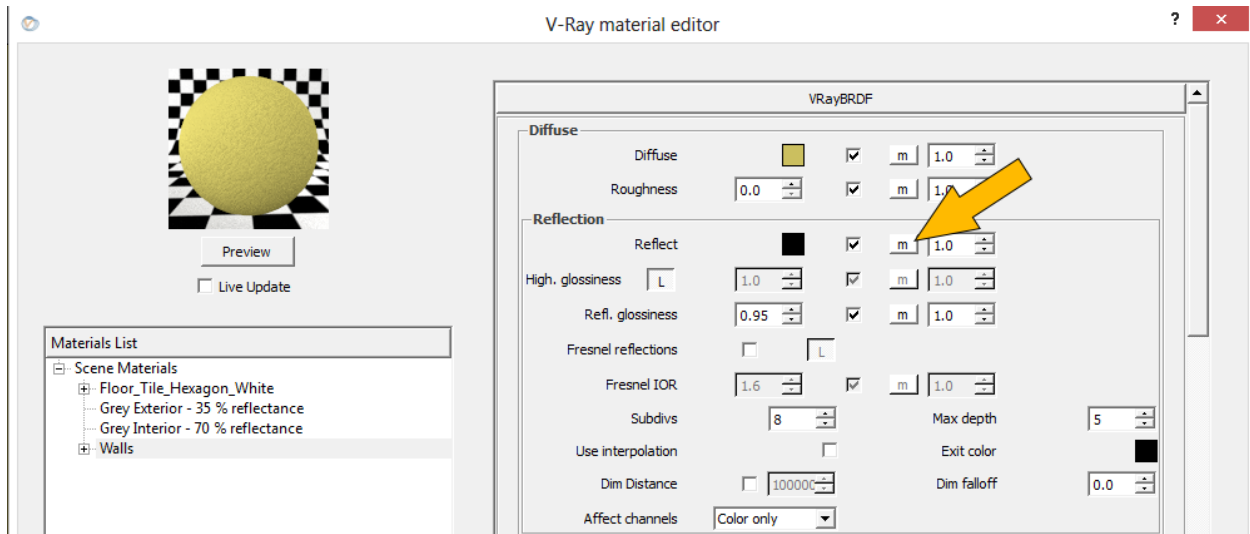 V-Ray material editor ? ×
VRayBRDF
Diffuse
Diffuse m 1.0
Roughness 0.0 m 1.0
Reflection
Reflect m 1.0
High. glossiness L 1.0 m 1.0
Refl. glossiness 0.95 m 1.0
Fresnel reflections L
Fresnel IOR 1.6 m 1.0
Subdivs 8 Max depth 5
Use interpolation Exit color
Dim Distance Dim falloff 0.0
Affect channels Color only
Preview
Live Update
Materials List
Scene Materials
Floor_Tile_Hexagon_White
Grey Exterior - 35 % reflectance
Grey Interior - 70 % reflectance
Walls